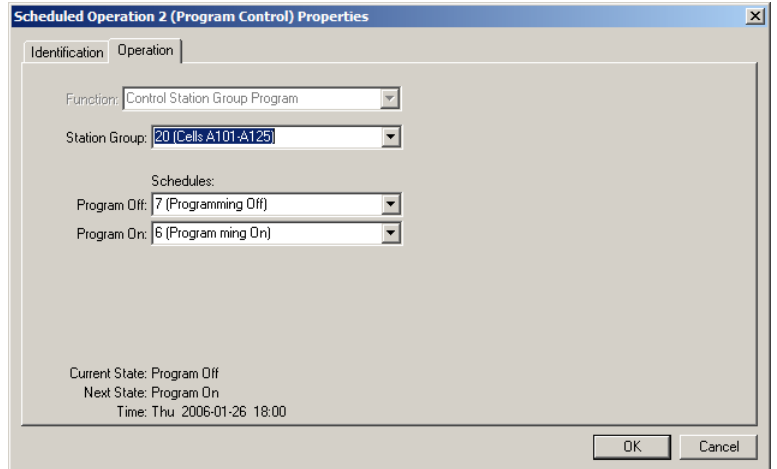 Scheduled Operation 2 (Program Control) Properties
Identification Operation
Function: Control Station Group Program
Station Group: 20 (Cells A101-A125)
Schedules:
Program Off: 7 (Programming Off)
Program On: 6 (Program ming On)
Current State: Program Off
Next State: Program On
Time: Thu 2006-01-26 18:00
OK Cancel